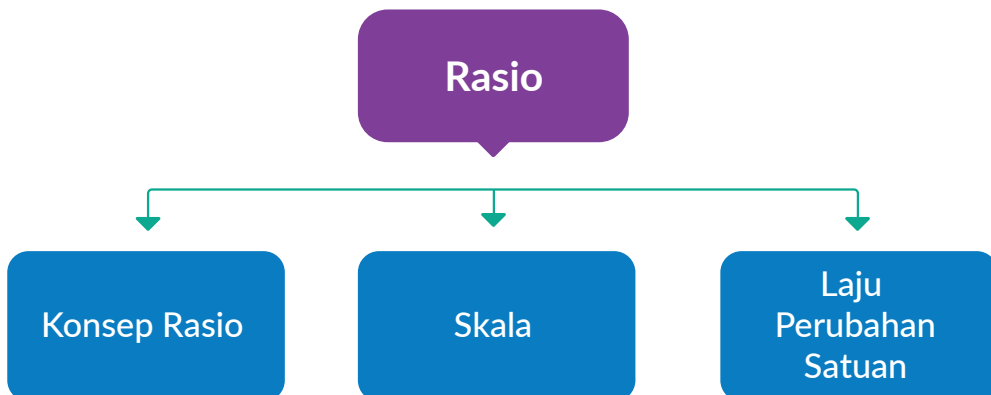 Rasio
Konsep Rasio
Skala
Laju
Perubahan
Satuan